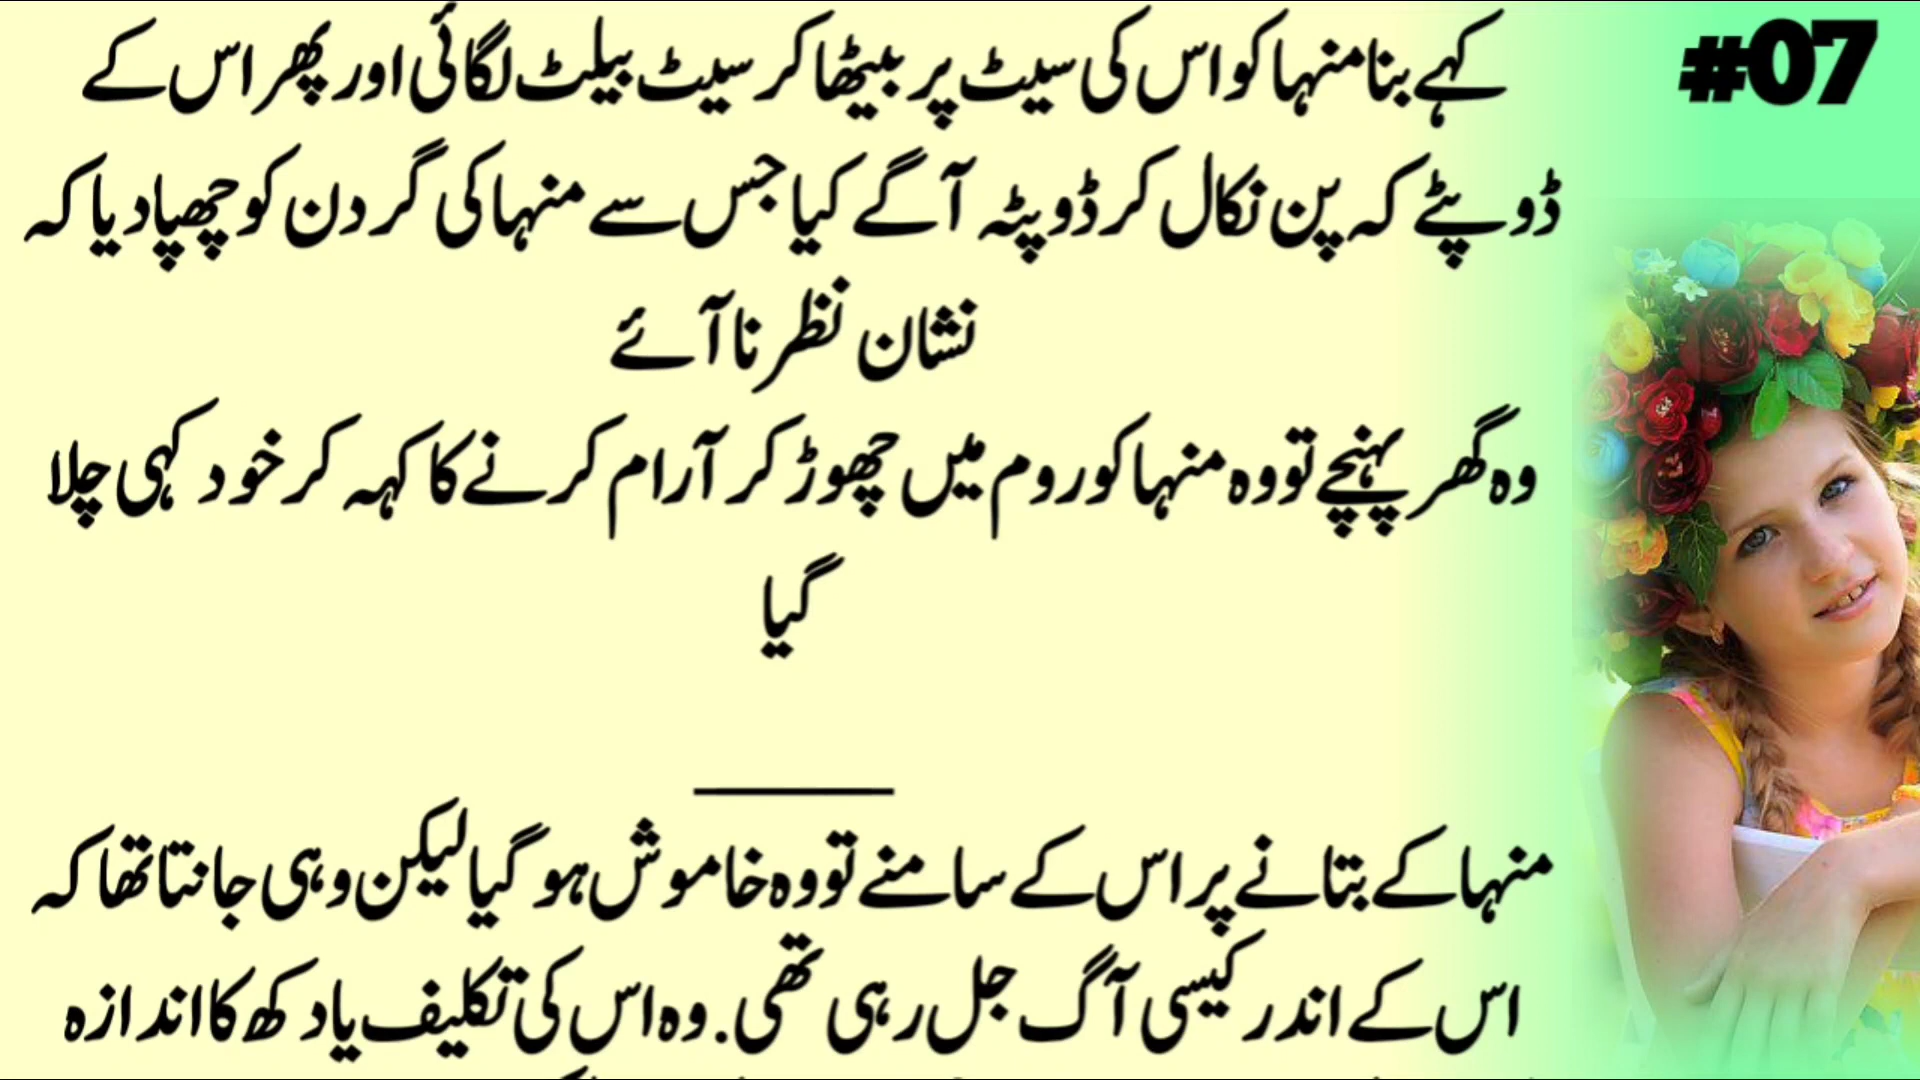 #07
کہے بنا منہا کو اس کی سیٹ پر بیٹھا کر سیٹ بیلٹ لگائی اور پھر اس کے
ڈوپٹے کہ پن نکال کر ڈوپٹہ آگے کیا جس سے منہا کی گردن کو چھپا دیا کہ
نشان نظر نا آئے
وہ گھر پہنچے تو وہ منہا کو روم میں چھوڑ کر آرام کرنے کا کہہ کر خود کہی چلا
گیا
منہا کے بتانے پر اس کے سامنے تو وہ خاموش ہو گیا لیکن وہی جانتا تھا کہ
اس کے اندر کیسی آگ جل رہی تھی. وہ اس کی تکلیف یا دکھ کا اندازہ